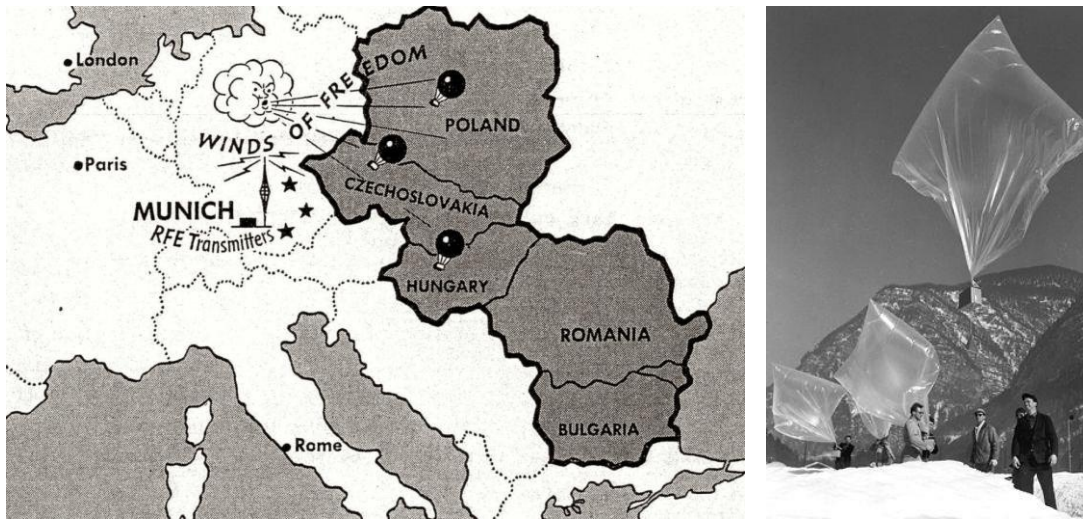 London
Paris
WINDS OF FREEDOM
MUNICH
RFE Transmitters
POLAND
CZECHOSLOVAKIA
HUNGARY
ROMANIA
BULGARIA
Rome